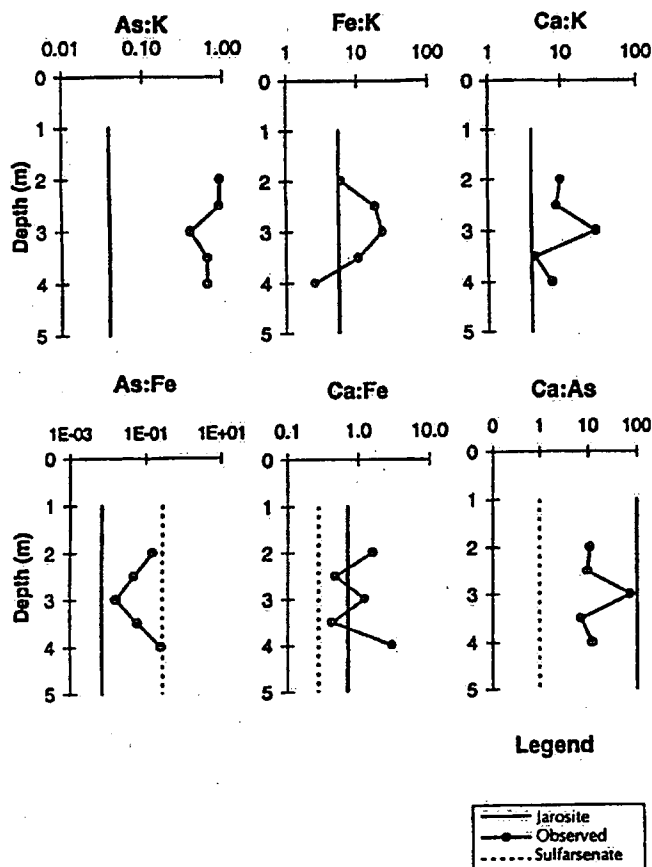 As:K Fe:K Ca:K
0.01 0.10 1.00 1 10 100 1 10 100
0 0 0
1 1 1
2 2 2
3 3 3
4 4 4
5 5 5
Depth (m)
As:Fe Ca:Fe Ca:As
1E-03 1E-01 1E+01 0.1 1.0 10.0 0 1 10 100
0 0 0
1 1 1
2 2 2
3 3 3
4 4 4
5 5 5
Depth (m)
Legend
Jarosite
Observed
Sulfarsenate